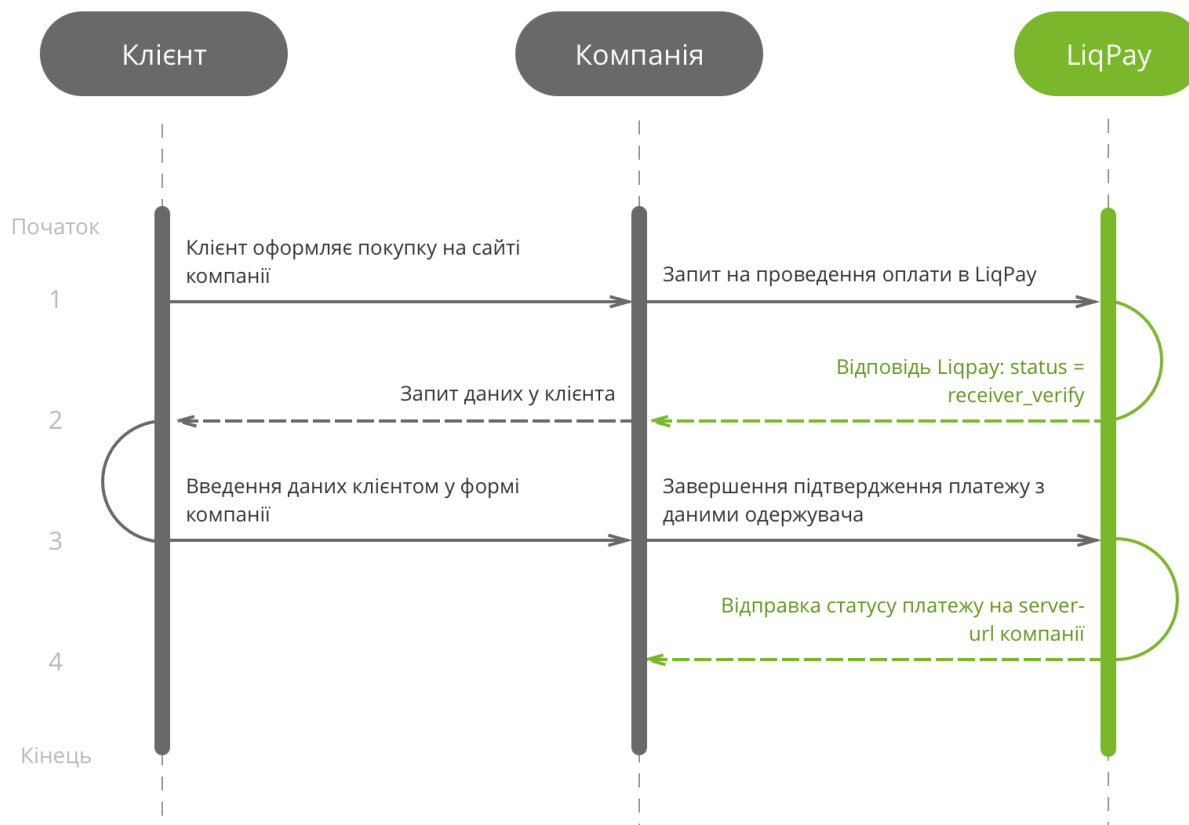 Клієнт
Компанія
LiqPay
Початок
Клієнт оформляє покупку на сайті
компанії
Запит на проведення оплати в LiqPay
1
Відповідь Liqpay: status =
receiver_verify
Запит даних у клієнта
2
Введення даних клієнтом у формі
компанії
Завершення підтвердження платежу з
даними одержувача
3
Відправка статусу платежу на server-
url компанії
4
Кінець